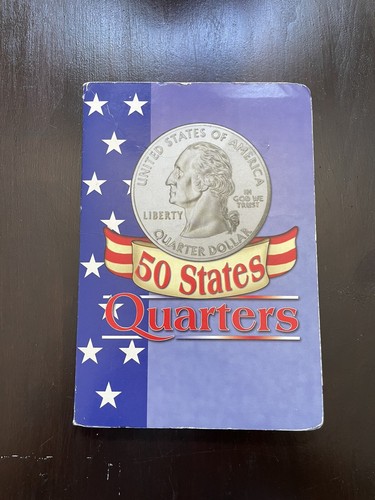 UNITED STATES OF AMERICA
LIBERTY
IN
GOD WE
TRUST
QUARTER DOLLAR
50 States
Quarters